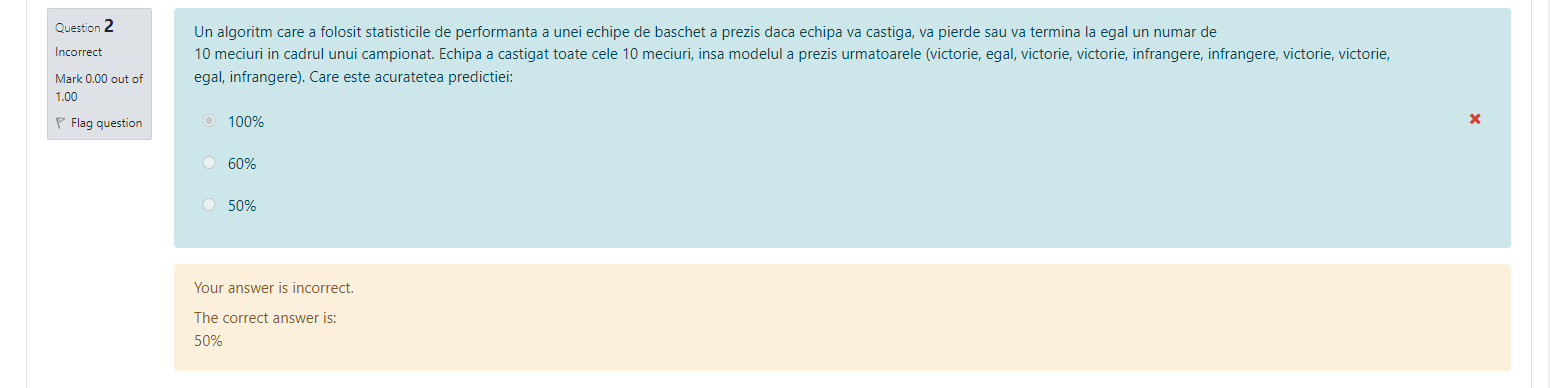 Question 2
Incorrect
Mark 0.00 out of
1.00
Flag question
Un algoritm care a folosit statisticile de performanta a unei echipe de baschet a prezis daca echipa va castiga, va pierde sau va termina la egal un numar de
10 meciuri in cadrul unui campionat. Echipa a castigat toate cele 10 meciuri, insa modelul a prezis urmatoarele (victorie, egal, victorie, victorie, infrangere, infrangere, victorie, victorie,
egal, infrangere). Care este acuratetea predictiei:
100%
60%
50%
Your answer is incorrect.
The correct answer is:
50%